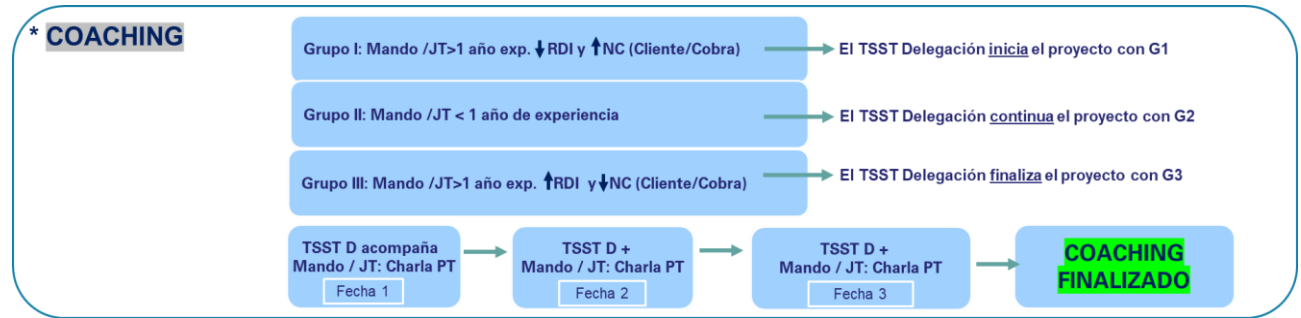 * COACHING
Grupo I: Mando /JT>1 año exp. ↓RDI y ↑NC (Cliente/Cobra)
El TSST Delegación inicia el proyecto con G1
Grupo II: Mando /JT < 1 año de experiencia
El TSST Delegación continua el proyecto con G2
Grupo III: Mando /JT>1 año exp. ↑RDI y ↓NC (Cliente/Cobra)
El TSST Delegación finaliza el proyecto con G3
TSST D acompaña
Mando / JT: Charla PT
Fecha 1
TSST D +
Mando / JT: Charla PT
Fecha 2
TSST D +
Mando / JT: Charla PT
Fecha 3
COACHING
FINALIZADO